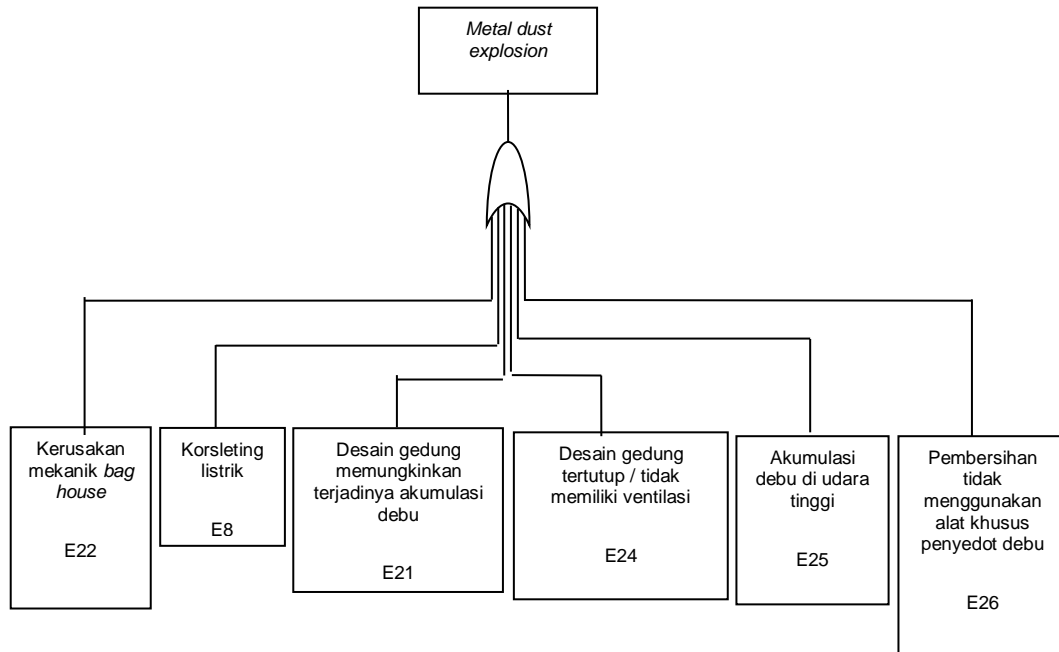 Metal dust
explosion
Kerusakan
mekanik bag
house
E22
Korsleting
listrik
E8
Desain gedung
memungkinkan
terjadinya akumulasi
debu
E21
Desain gedung
tertutup / tidak
memiliki ventilasi
E24
Akumulasi
debu di udara
tinggi
E25
Pembersihan
tidak
menggunakan
alat khusus
penyedot debu
E26